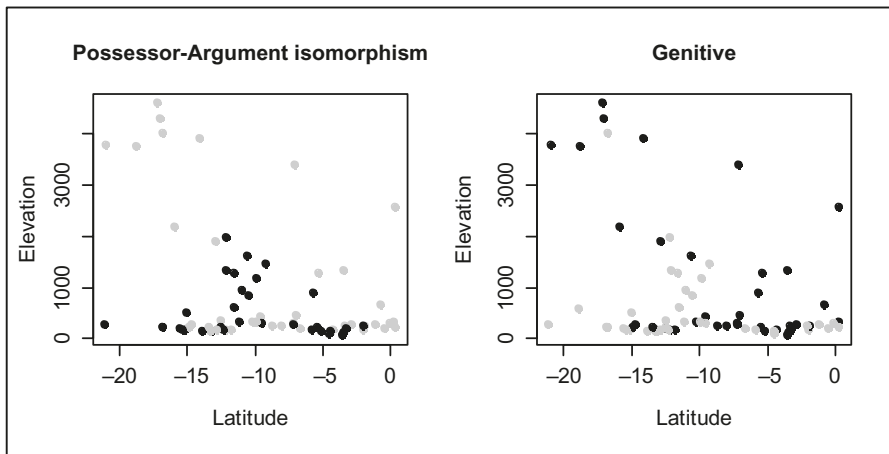 Possessor-Argument isomorphism
Elevation
0 1000 3000
–20 –15 –10 –5 0
Latitude
Genitive
Elevation
0 1000 3000
–20 –15 –10 –5 0
Latitude